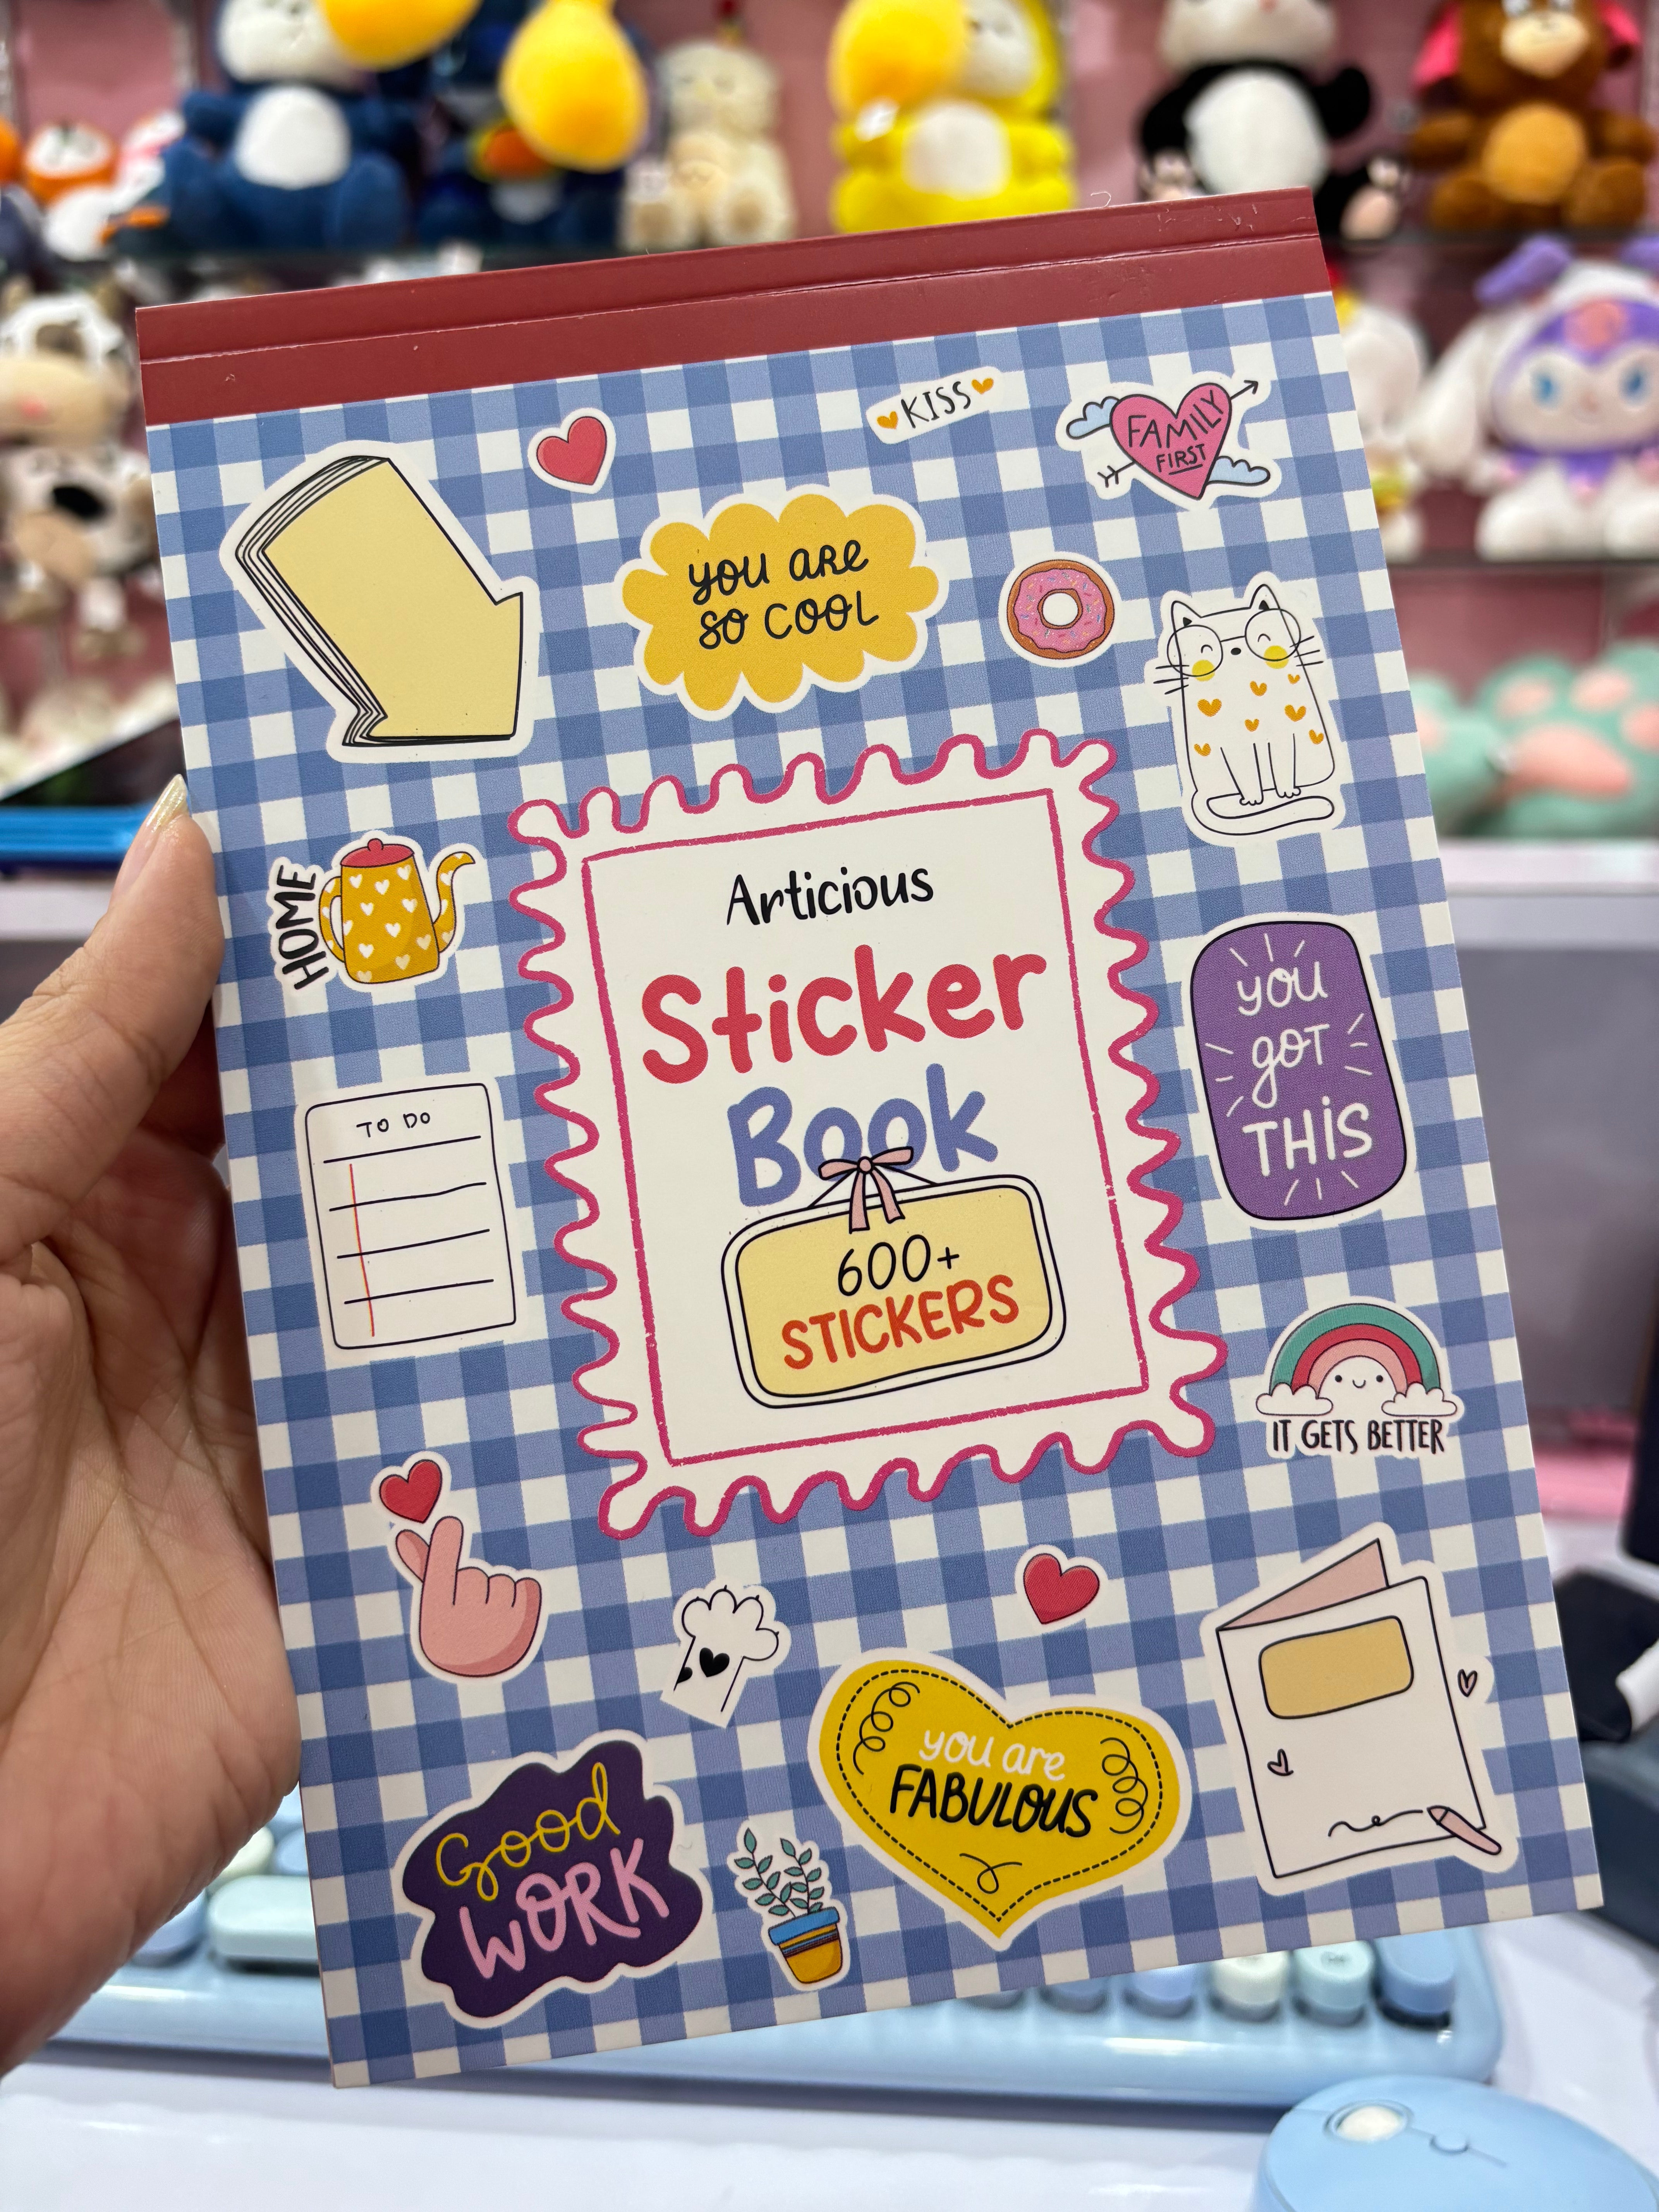 KISS
FAMILY
FIRST
you are
so cool
HOME
Articious
Sticker
Book
600+
STICKERS
you
got
THiS
TO DO
IT GETS BETTER
you are
FABULOUS
Good
WORK